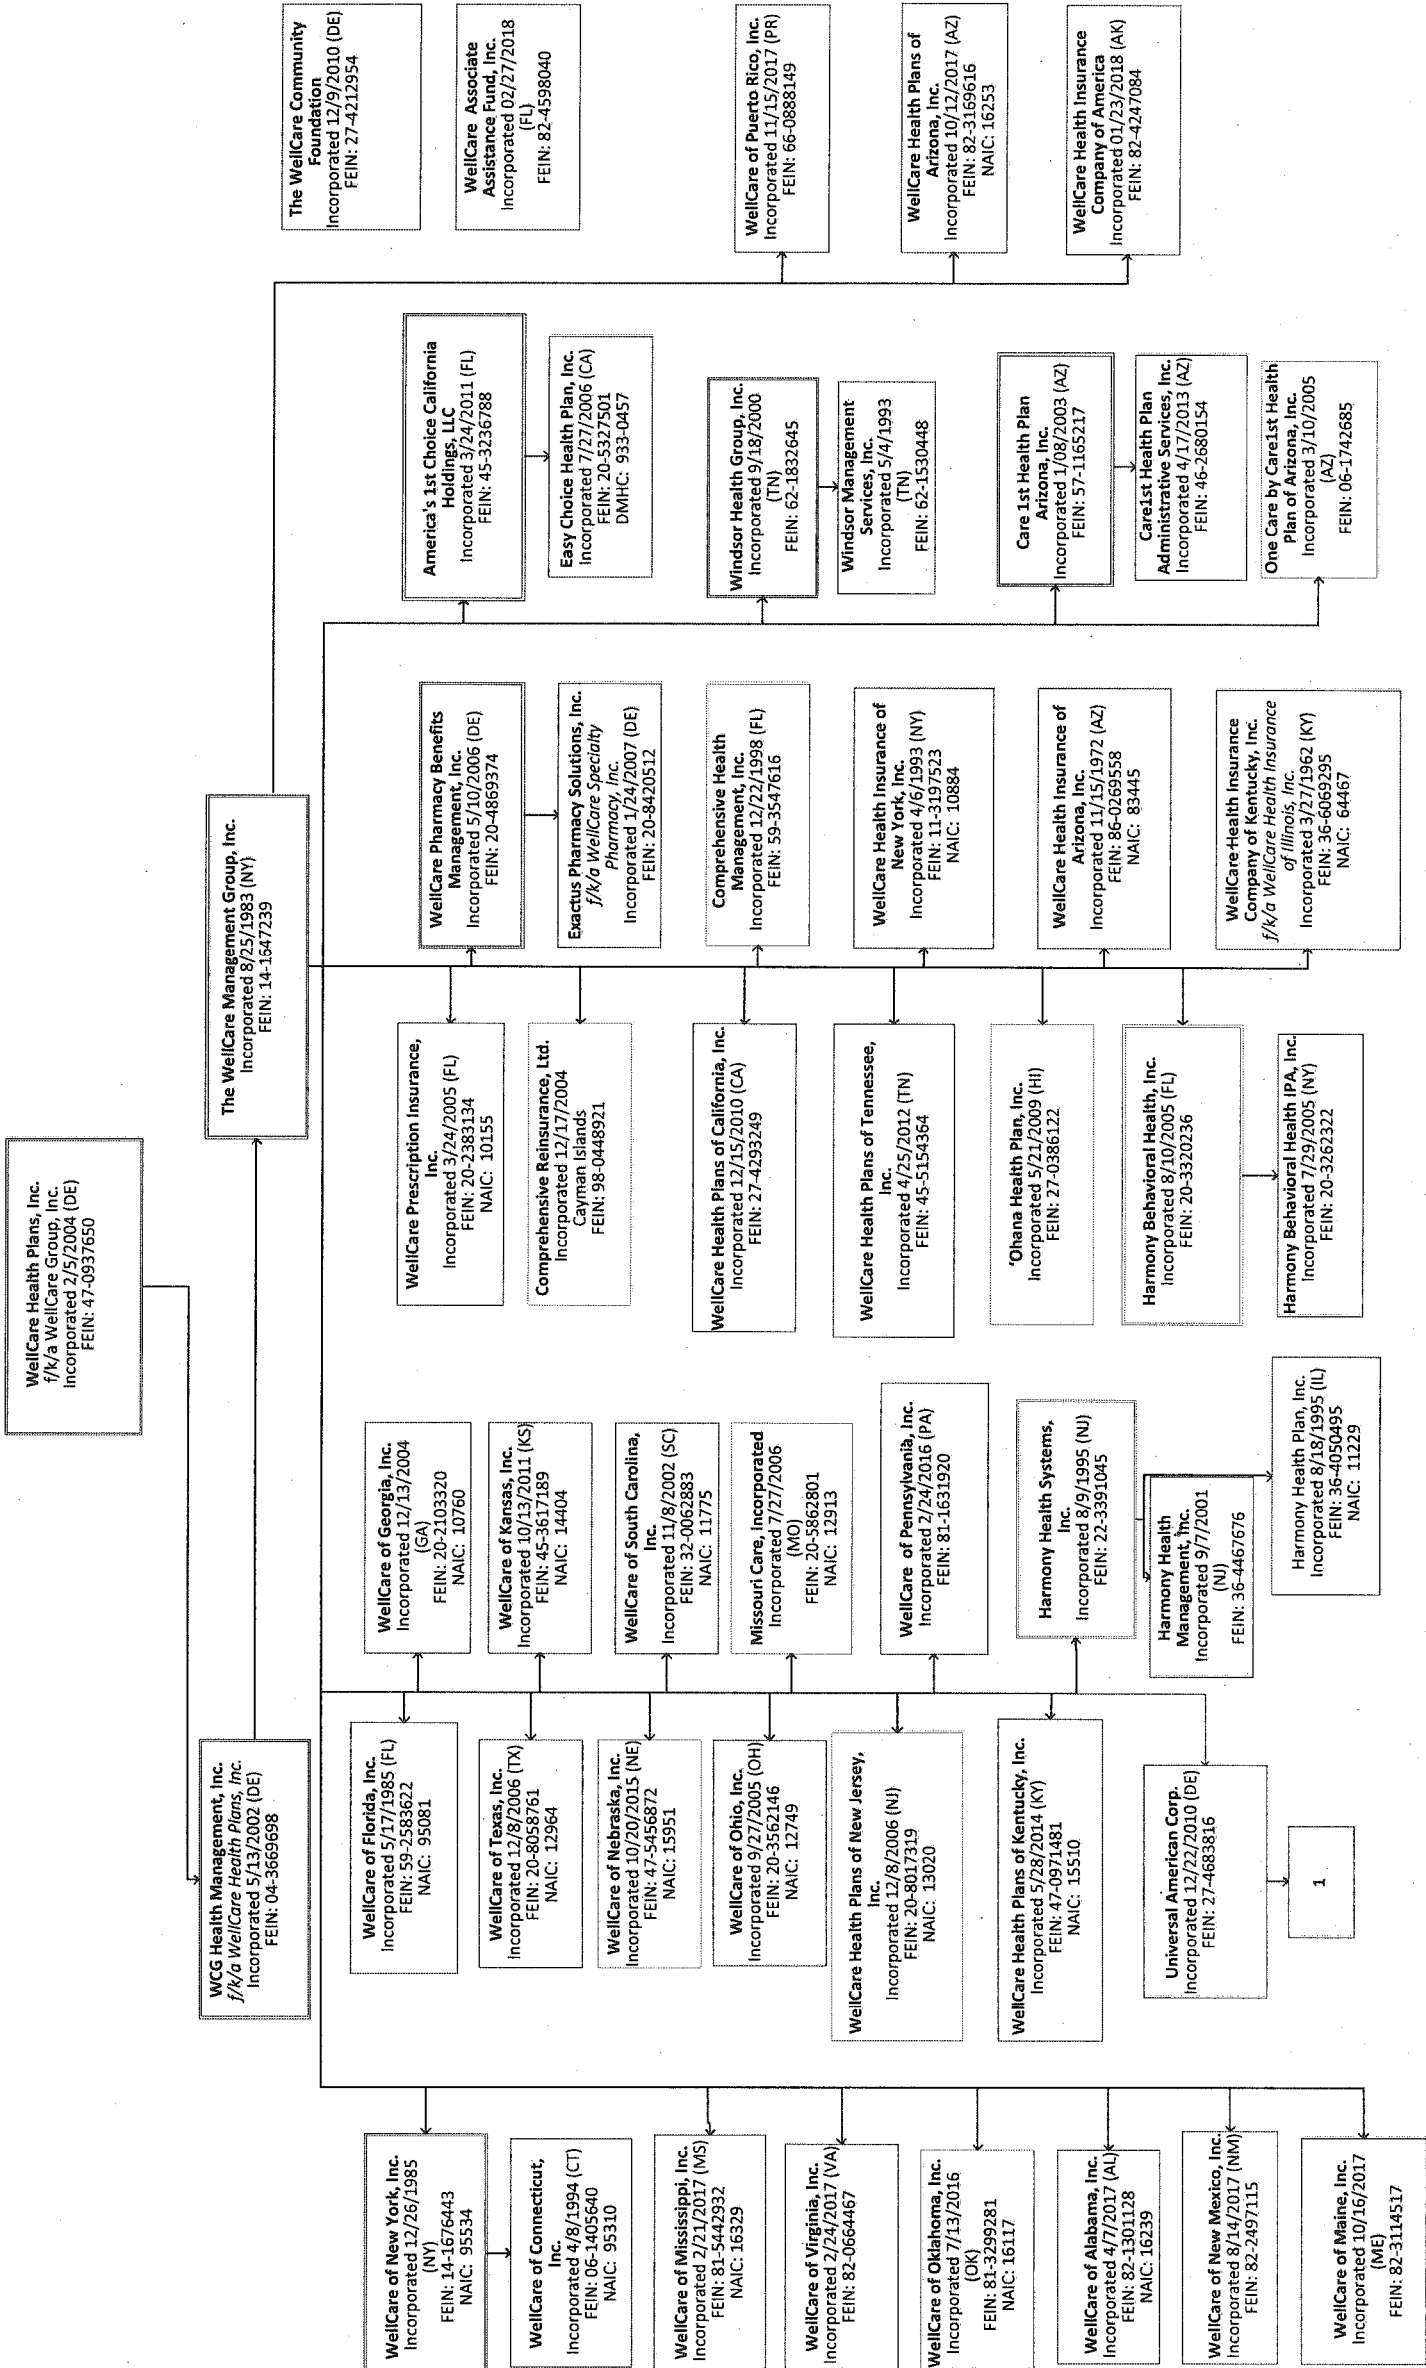 WellCare Health Plans, Inc.
f/k/a WellCare Group, Inc.
Incorporated 2/5/2004 (DE)
FEIN: 47-0937650
WCG Health Management, Inc.
f/k/a WellCare Health Plans, Inc.
Incorporated 5/13/2002 (DE)
FEIN: 04-3669698
The WellCare Management Group, Inc.
Incorporated 8/25/1983 (NY)
FEIN: 14-1647239
The WellCare Community
Foundation
Incorporated 12/9/2010 (DE)
FEIN: 27-4212954
WellCare Associate
Assistance Fund, Inc.
Incorporated 02/27/2018
(FL)
FEIN: 82-4598040
WellCare of New York, Inc.
Incorporated 12/26/1985
(NY)
FEIN: 14-1676443
NAIC: 95534
WellCare of Connecticut,
Inc.
Incorporated 4/8/1994 (CT)
FEIN: 06-1405640
NAIC: 95310
WellCare of Mississippi, Inc.
Incorporated 2/21/2017 (MS)
FEIN: 81-5442932
NAIC: 16329
WellCare of Virginia, Inc.
Incorporated 2/24/2017 (VA)
FEIN: 82-0664467
WellCare of Oklahoma, Inc.
Incorporated 7/13/2016
(OK)
FEIN: 81-3299281
NAIC: 16117
WellCare of Alabama, Inc.
Incorporated 4/7/2017 (AL)
FEIN: 82-1301128
NAIC: 16239
WellCare of New Mexico, Inc.
Incorporated 8/14/2017 (NM)
FEIN: 82-2497115
WellCare of Maine, Inc.
Incorporated 10/16/2017
(ME)
FEIN: 82-3114517
WellCare of Florida, Inc.
Incorporated 5/17/1985 (FL)
FEIN: 59-2583622
NAIC: 95081
WellCare of Texas, Inc.
Incorporated 12/8/2006 (TX)
FEIN: 20-8058761
NAIC: 12964
WellCare of Nebraska, Inc.
Incorporated 10/20/2015 (NE)
FEIN: 47-5456872
NAIC: 15951
WellCare of Ohio, Inc.
Incorporated 9/27/2005 (OH)
FEIN: 20-3562146
NAIC: 12749
WellCare Health Plans of New Jersey,
Inc.
Incorporated 12/8/2006 (NJ)
FEIN: 20-8017319
NAIC: 13020
WellCare Health Plans of Kentucky, Inc.
Incorporated 5/28/2014 (KY)
FEIN: 47-0971481
NAIC: 15510
Universal American Corp.
Incorporated 12/22/2010 (DE)
FEIN: 27-4683816
1
WellCare of Georgia, Inc.
Incorporated 12/13/2004
(GA)
FEIN: 20-2103320
NAIC: 10760
WellCare of Kansas, Inc.
Incorporated 10/13/2011 (KS)
FEIN: 45-3617189
NAIC: 14404
WellCare of South Carolina,
Inc.
Incorporated 11/8/2002 (SC)
FEIN: 32-0062883
NAIC: 11775
Missouri Care, Incorporated
Incorporated 7/27/2006
(MO)
FEIN: 20-5862801
NAIC: 12913
WellCare of Pennsylvania, Inc.
Incorporated 2/24/2016 (PA)
FEIN: 81-1631920
Harmony Health Systems,
Inc.
Incorporated 8/9/1995 (NJ)
FEIN: 22-3391045
Harmony Health
Management, Inc.
Incorporated 9/7/2001
(NJ)
FEIN: 36-4467676
Harmony Health Plan, Inc.
Incorporated 8/18/1995 (IL)
FEIN: 36-4050495
NAIC: 11229
WellCare Prescription Insurance,
Inc.
Incorporated 3/24/2005 (FL)
FEIN: 20-2383134
NAIC: 10155
Comprehensive Reinsurance, Ltd.
Incorporated 12/17/2004
Cayman Islands
FEIN: 98-0448921
WellCare Health Plans of California, Inc.
Incorporated 12/15/2010 (CA)
FEIN: 27-4293249
WellCare Health Plans of Tennessee,
Inc.
Incorporated 4/25/2012 (TN)
FEIN: 45-5154364
'Ohana Health Plan, Inc.
Incorporated 5/21/2009 (HI)
FEIN: 27-0386122
Harmony Behavioral Health, Inc.
Incorporated 8/10/2005 (FL)
FEIN: 20-3320236
Harmony Behavioral Health IPA, Inc.
Incorporated 7/29/2005 (NY)
FEIN: 20-3262322
WellCare Pharmacy Benefits
Management, Inc.
Incorporated 5/10/2006 (DE)
FEIN: 20-4869374
Exactus Pharmacy Solutions, Inc.
f/k/a WellCare Specialty
Pharmacy, Inc.
Incorporated 1/24/2007 (DE)
FEIN: 20-8420512
Comprehensive Health
Management, Inc.
Incorporated 12/22/1998 (FL)
FEIN: 59-3547616
WellCare Health Insurance of
New York, Inc.
Incorporated 4/6/1993 (NY)
FEIN: 11-3197523
NAIC: 10884
WellCare Health Insurance of
Arizona, Inc.
Incorporated 11/15/1972 (AZ)
FEIN: 86-0269558
NAIC: 83445
WellCare Health Insurance
Company of Kentucky, Inc.
f/k/a WellCare Health Insurance
of Illinois, Inc.
Incorporated 3/27/1962 (KY)
FEIN: 36-6069295
NAIC: 64467
America's 1st Choice California
Holdings, LLC
Incorporated 3/24/2011 (FL)
FEIN: 45-3236788
Easy Choice Health Plan, Inc.
Incorporated 7/27/2006 (CA)
FEIN: 20-5327501
DMHC: 933-0457
Windsor Health Group, Inc.
Incorporated 9/18/2000
(TN)
FEIN: 62-1832645
Windsor Management
Services, Inc.
Incorporated 5/4/1993
(TN)
FEIN: 62-1530448
Care 1st Health Plan
Arizona, Inc.
Incorporated 1/08/2003 (AZ)
FEIN: 57-1165217
Care1st Health Plan
Administrative Services, Inc.
Incorporated 4/17/2013 (AZ)
FEIN: 46-2680154
One Care by Care1st Health
Plan of Arizona, Inc.
Incorporated 3/10/2005
(AZ)
FEIN: 06-1742685
WellCare of Puerto Rico, Inc.
Incorporated 11/15/2017 (PR)
FEIN: 66-0888149
WellCare Health Plans of
Arizona, Inc.
Incorporated 10/12/2017 (AZ)
FEIN: 82-3169616
NAIC: 16253
WellCare Health Insurance
Company of America
Incorporated 01/23/2018 (AK)
FEIN: 82-4247084